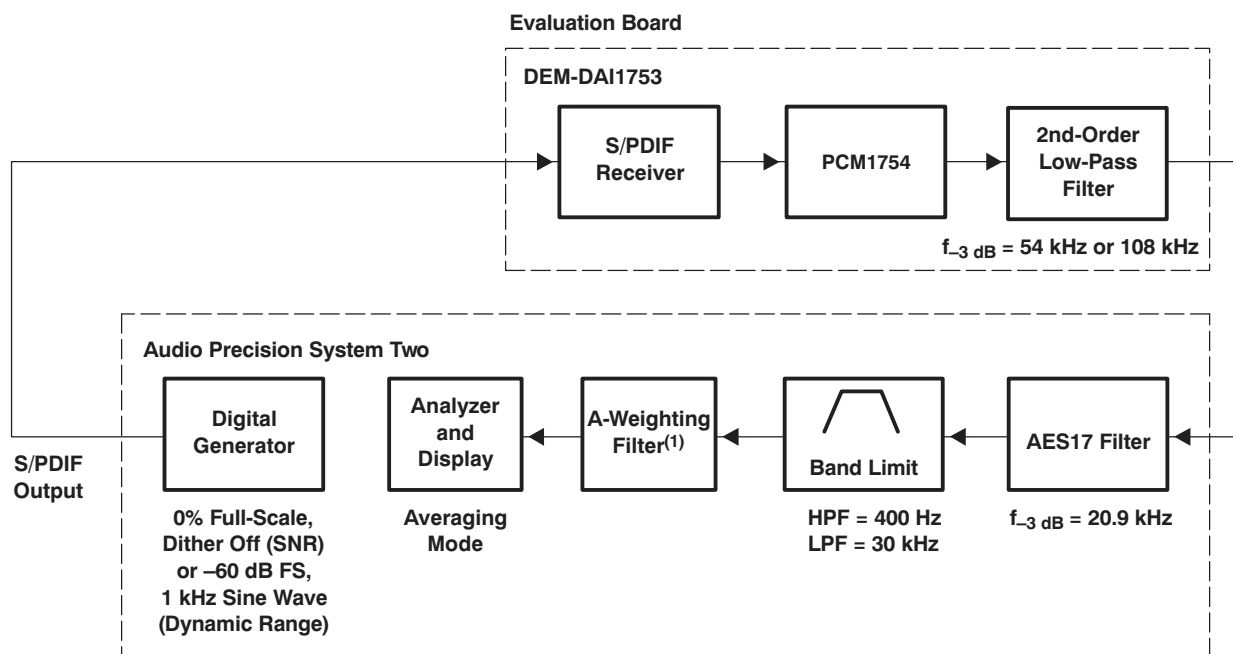 Evaluation Board
DEM-DAI1753
S/PDIF
Receiver
PCM1754
2nd-Order
Low-Pass
Filter
f–3 dB = 54 kHz or 108 kHz
Audio Precision System Two
Digital
Generator
Analyzer
and
Display
A-Weighting
Filter(1)
Band Limit
AES17 Filter
S/PDIF
Output
0% Full-Scale,
Dither Off (SNR)
or –60 dB FS,
1 kHz Sine Wave
(Dynamic Range)
Averaging
Mode
HPF = 400 Hz
LPF = 30 kHz
f–3 dB = 20.9 kHz